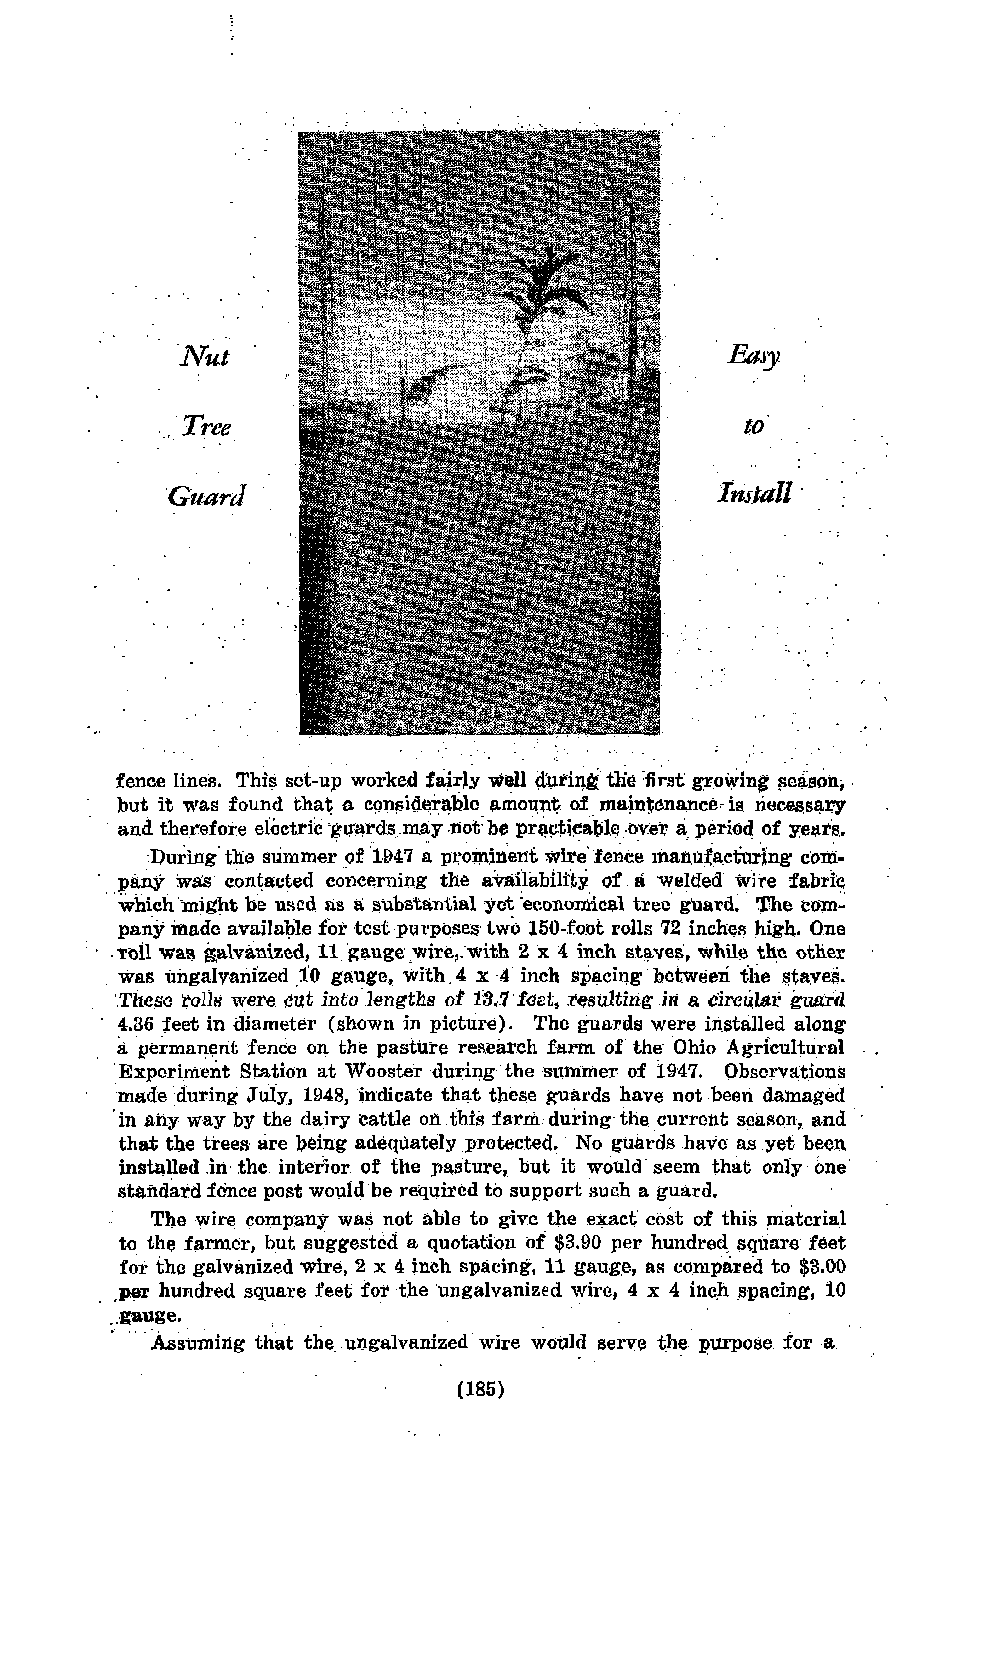 Nut
Tree
Guard
Easy
to
Install
fence lines. This set-up worked fairly well during the first growing season,
but it was found that a considerable amount of maintenance is necessary
and therefore electric guards may not be practicable over a period of years.
During the summer of 1947 a prominent wire fence manufacturing com-
pany was contacted concerning the availability of a welded wire fabric
which might be used as a substantial yet economical tree guard. The com-
pany made available for test purposes two 150-foot rolls 72 inches high. One
roll was galvanized, 11 gauge wire, with 2 x 4 inch staves, while the other
was ungalvanized 10 gauge, with 4 x 4 inch spacing between the staves.
These rolls were cut into lengths of 13.7 feet, resulting in a circular guard
4.36 feet in diameter (shown in picture). The guards were installed along
a permanent fence on the pasture research farm of the Ohio Agricultural
Experiment Station at Wooster during the summer of 1947. Observations
made during July, 1948, indicate that these guards have not been damaged
in any way by the dairy cattle on this farm during the current season, and
that the trees are being adequately protected. No guards have as yet been
installed in the interior of the pasture, but it would seem that only one
standard fence post would be required to support such a guard.
The wire company was not able to give the exact cost of this material
to the farmer, but suggested a quotation of $3.90 per hundred square feet
for the galvanized wire, 2 x 4 inch spacing, 11 gauge, as compared to $3.00
per hundred square feet for the ungalvanized wire, 4 x 4 inch spacing, 10
gauge.
Assuming that the ungalvanized wire would serve the purpose for a
(185)